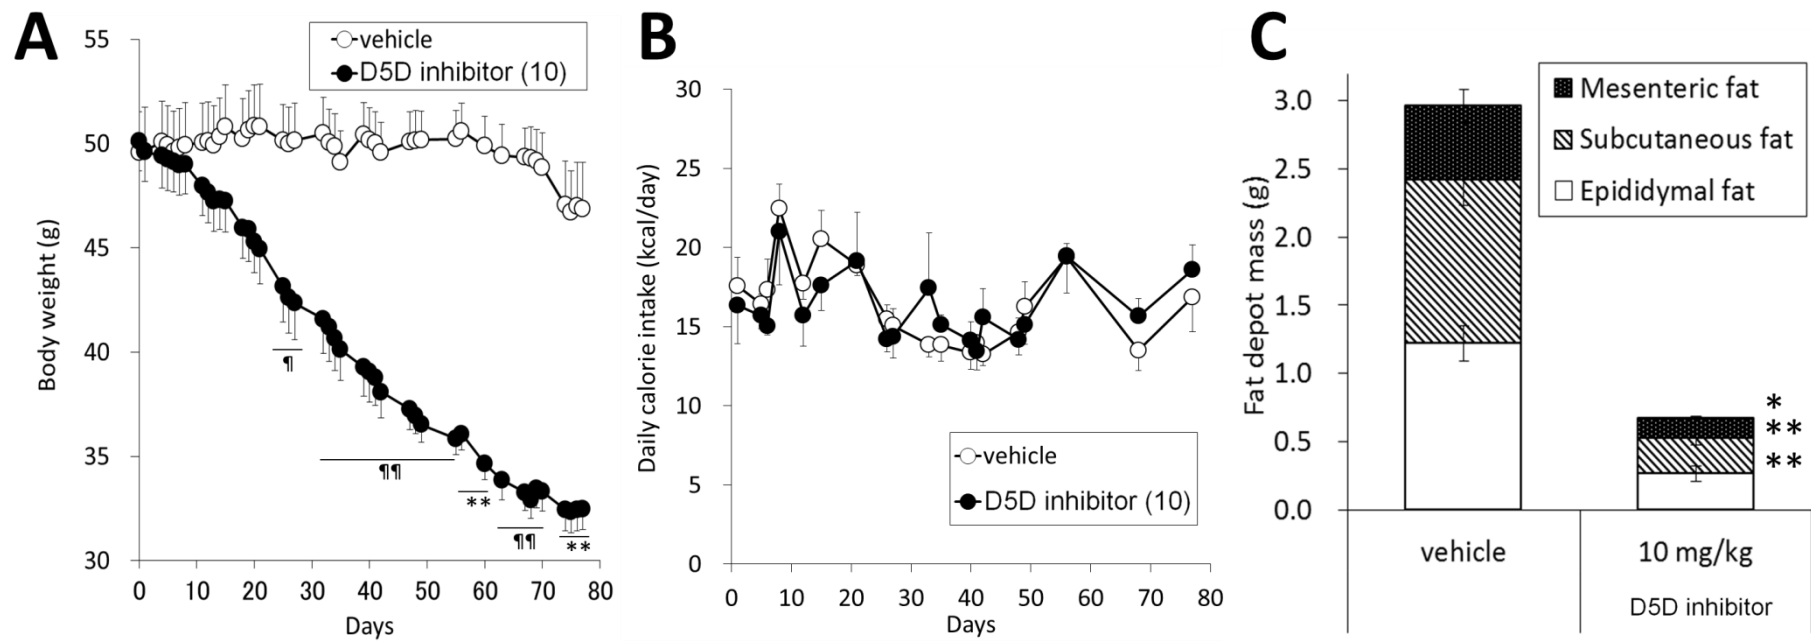 A
vehicle
D5D inhibitor (10)
Body weight (g)
55
50
45
40
35
30
¶
¶¶
**
¶¶
**
0 10 20 30 40 50 60 70 80
Days
B
Daily calorie intake (kcal/day)
30
25
20
15
10
5
0
vehicle
D5D inhibitor (10)
0 10 20 30 40 50 60 70 80
Days
C
Mesenteric fat
Subcutaneous fat
Epididymal fat
Fat depot mass (g)
3.0
2.5
2.0
1.5
1.0
0.5
0.0
*
**
**
vehicle 10 mg/kg
D5D inhibitor